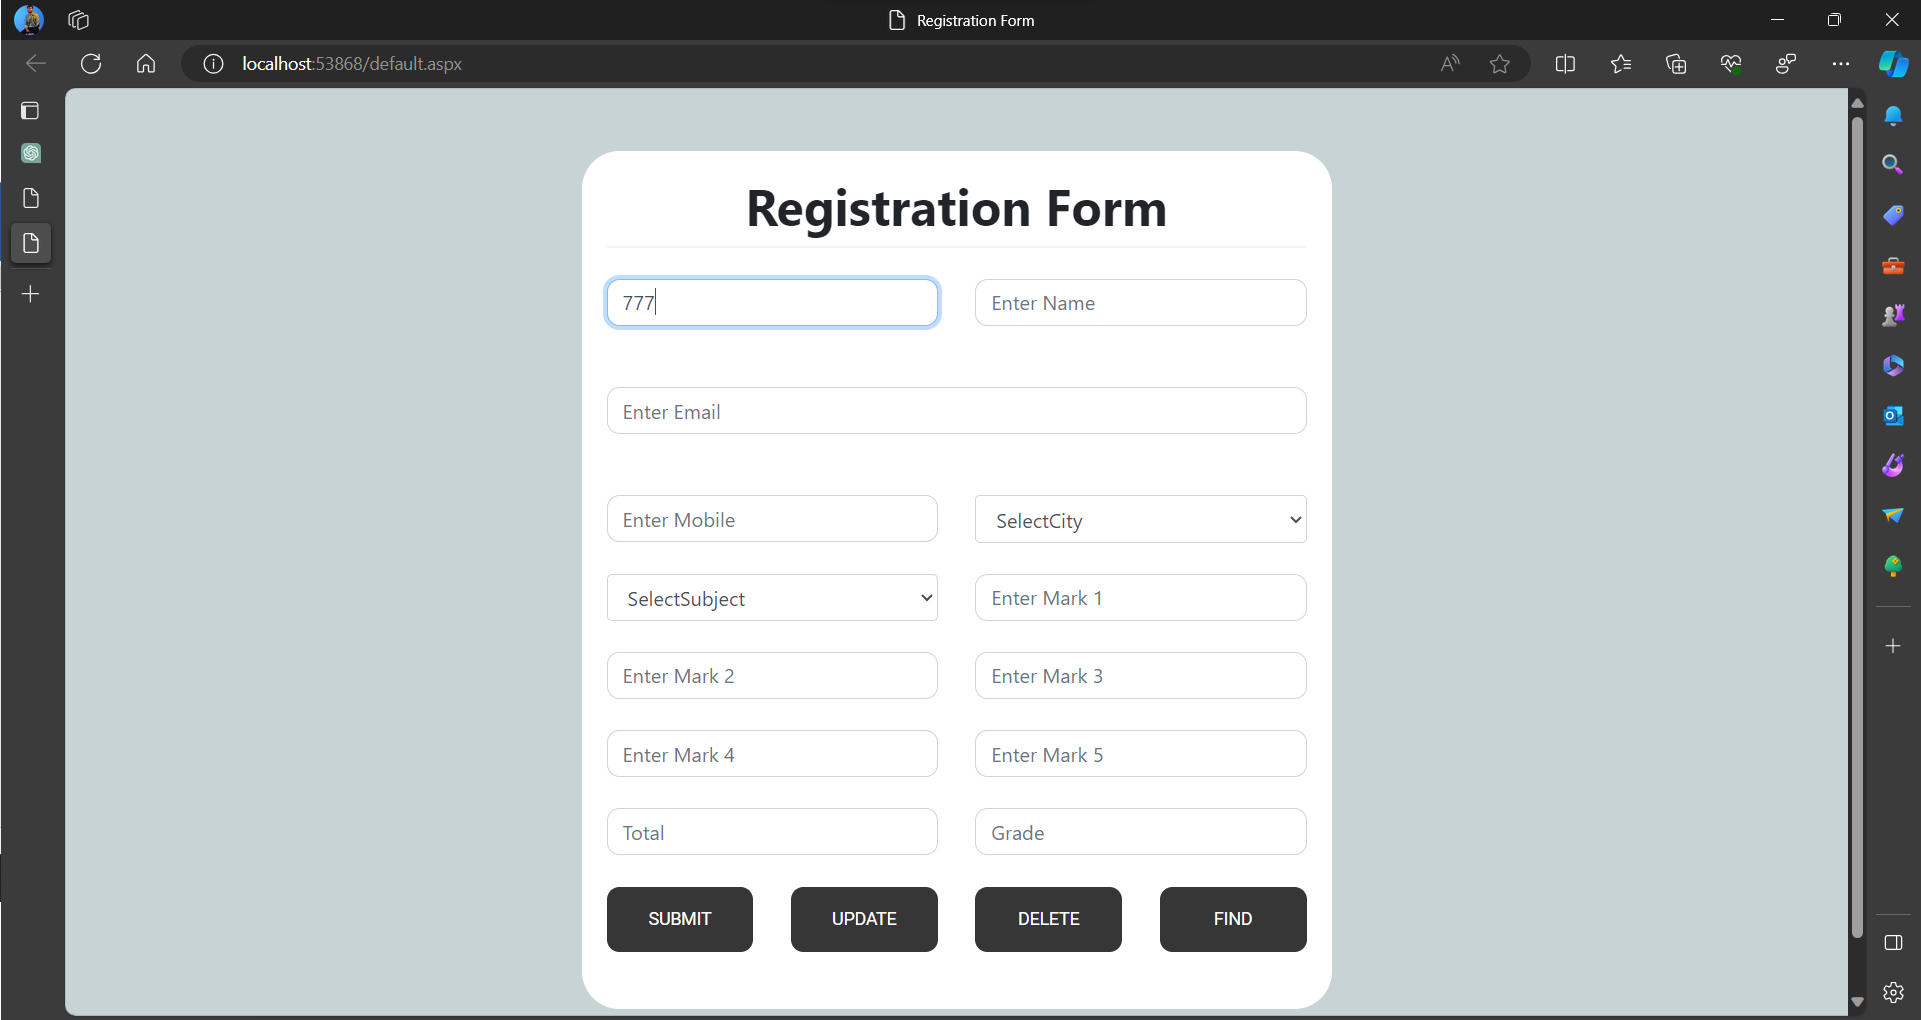 Registration Form
localhost:53868/default.aspx
Registration Form
777
Enter Name
Enter Email
Enter Mobile
SelectCity
SelectSubject
Enter Mark 1
Enter Mark 2
Enter Mark 3
Enter Mark 4
Enter Mark 5
Total
Grade
SUBMIT
UPDATE
DELETE
FIND